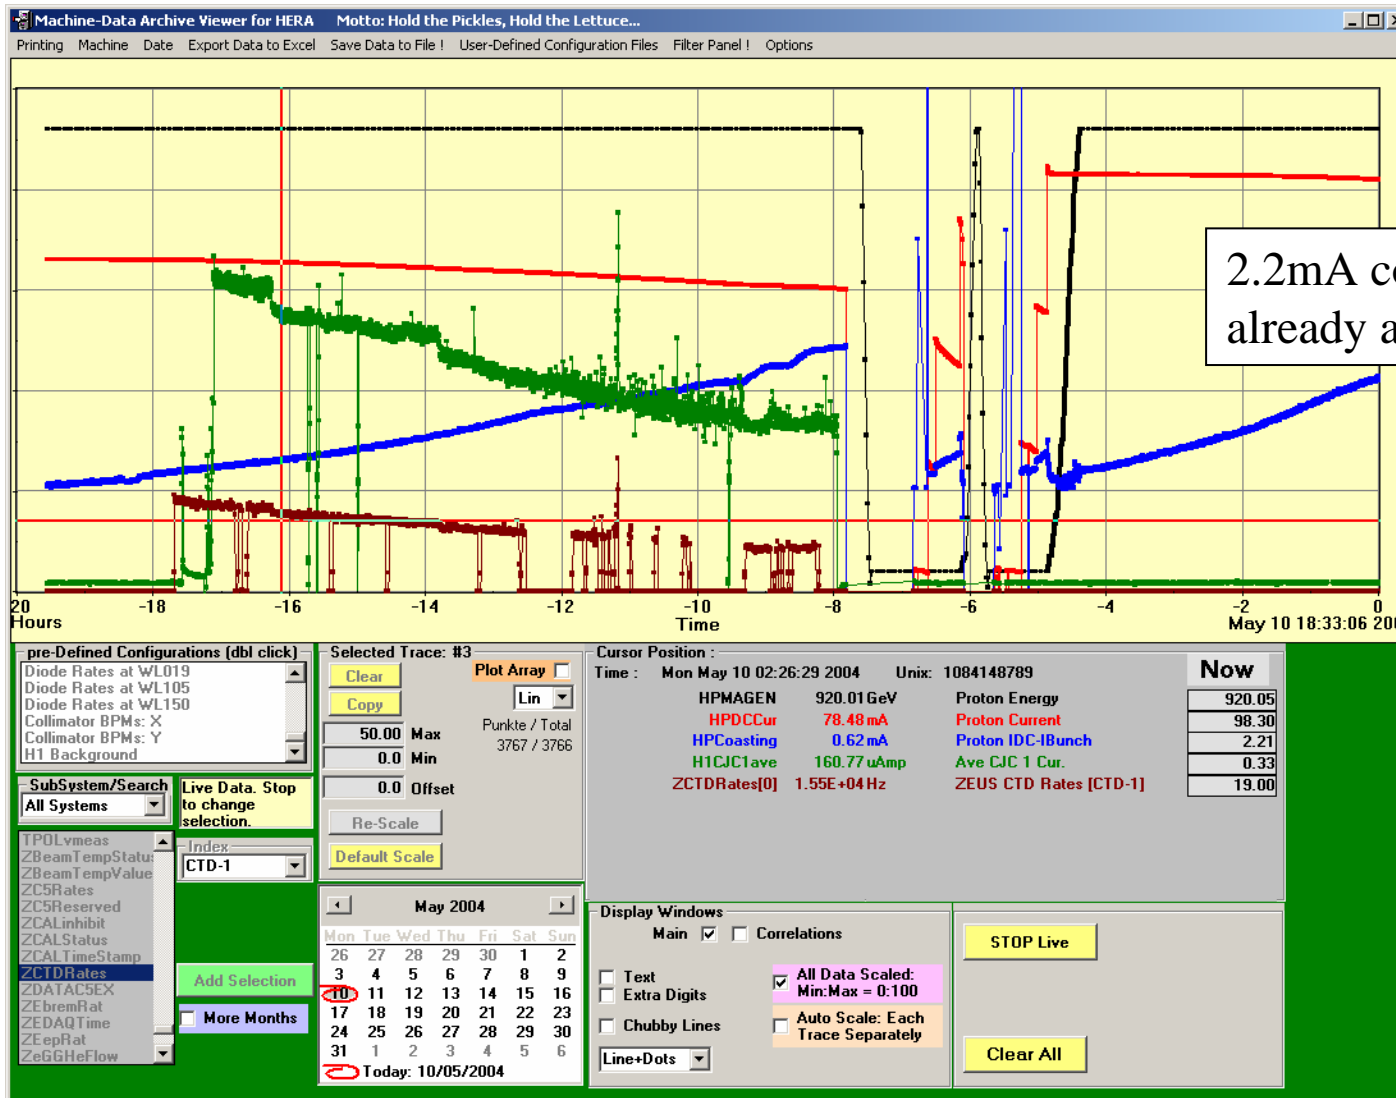 Machine-Data Archive Viewer for HERA Motto: Hold the Pickles, Hold the Lettuce...
Printing Machine Date Export Data to Excel Save Data to File ! User-Defined Configuration Files Filter Panel ! Options
2.2mA
already
20 -18 -16 -14 -12 -10 -8 -6 -4 -2 0
Hours Time May 10 18:33:06
pre-Defined Configurations (dbl click)
Diode Rates at WL019
Diode Rates at WL105
Diode Rates at WL150
Collimator BPMs: X
Collimator BPMs: Y
H1 Background
SubSystem/Search
All Systems
Live Data. Stop
to change
selection.
TPOLvmeas
ZBeamTempStatus
ZBeamTempValue
ZC5Rates
ZC5Reserved
ZCALinhibit
ZCALStatus
ZCALTimeStamp
ZCTDRates
ZDATAC5EX
ZEbremRat
ZEDAQTime
ZEepRat
ZeGGHeFlow
Index
CTD-1
Add Selection
More Months
Selected Trace: #3
Clear
Plot Array
Copy
Lin
50.00 Max
Punkte / Total
3767 / 3766
0.0 Min
0.0 Offset
Re-Scale
Default Scale
May 2004
Mon Tue Wed Thu Fri Sat Sun
26 27 28 29 30 1 2
3 4 5 6 7 8 9
10 11 12 13 14 15 16
17 18 19 20 21 22 23
24 25 26 27 28 29 30
31 1 2 3 4 5 6
Today: 10/05/2004
Cursor Position :
Time : Mon May 10 02:26:29 2004 Unix: 1084148789 Now
HPMAGEN 920.01 GeV Proton Energy 920.05
HPDCCur 78.48 mA Proton Current 98.30
HPCoasting 0.62 mA Proton IDC-IBunch 2.21
H1CJC1ave 160.77 uAmp Ave CJC 1 Cur. 0.33
ZCTDRates[0] 1.55E+04 Hz ZEUS CTD Rates [CTD-1] 19.00
Display Windows
Main Correlations
Text
Extra Digits
Chubby Lines
Line+Dots
All Data Scaled:
Min:Max = 0:100
Auto Scale: Each
Trace Separately
STOP Live
Clear All